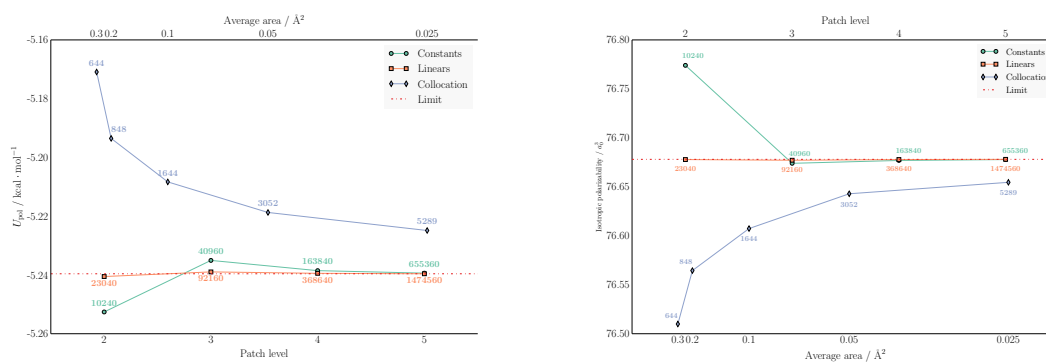 Average area / Å²
0.3 0.2 0.1 0.05 0.025
-5.16
-5.18
-5.20
-5.22
-5.24
-5.26
U_pol / kcal · mol⁻¹
Constants
Linears
Collocation
Limit
644
848
1644
3052
5289
40960
163840
655360
23040
92160
368640
1474560
10240
2 3 4 5
Patch level
Patch level
2 3 4 5
76.80
76.70
76.65
76.60
76.55
76.50
Isotropic polarizability / a₀³
Constants
Linears
Collocation
Limit
10240
40960
163840
655360
23040
92160
368640
1474560
5289
3052
1644
848
644
0.3 0.2 0.1 0.05 0.025
Average area / Å²